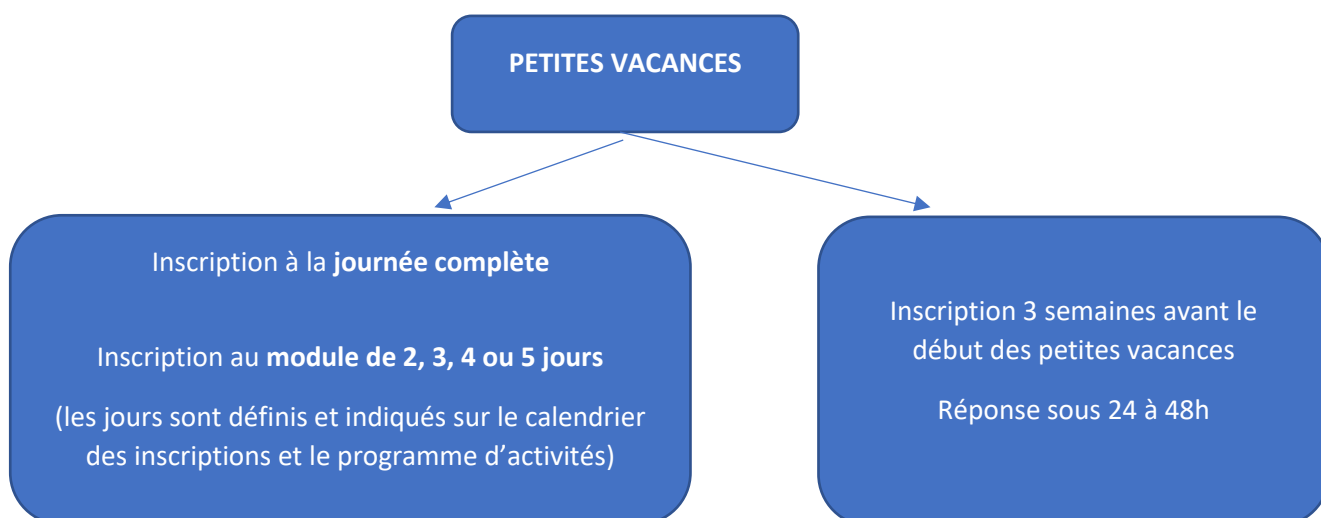 PETITES VACANCES
Inscription à la journée complète
Inscription au module de 2, 3, 4 ou 5 jours
(les jours sont définis et indiqués sur le calendrier
des inscriptions et le programme d’activités)
Inscription 3 semaines avant le
début des petites vacances
Réponse sous 24 à 48h